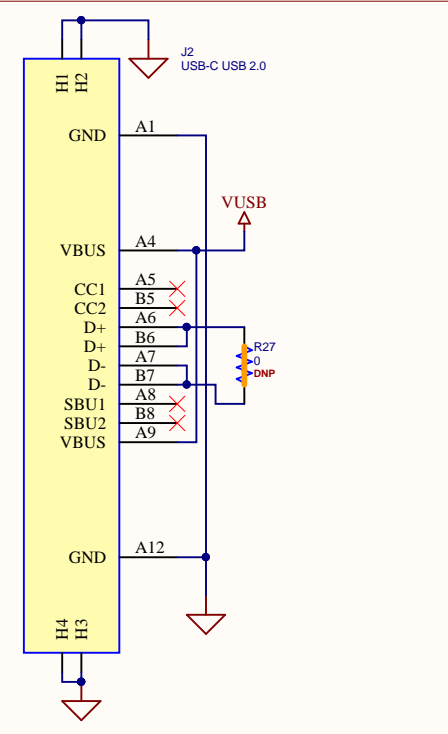 H1
H2
J2
USB-C USB 2.0
GND
A1
VUSB
VBUS
A4
CC1
A5
CC2
B5
D+
A6
D+
B6
D-
A7
D-
B7
SBU1
A8
SBU2
B8
VBUS
A9
R27
0
DNP
GND
A12
H4
H3